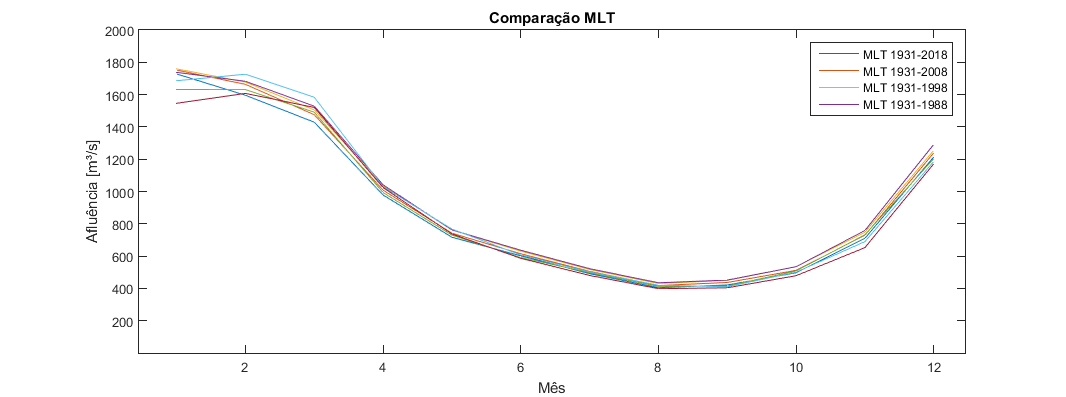 Comparação MLT
2000
1800
1600
1400
1200
1000
800
600
400
200
Afluência [m³/s]
MLT 1931-2018
MLT 1931-2008
MLT 1931-1998
MLT 1931-1988
2 4 6 8 10 12
Mês